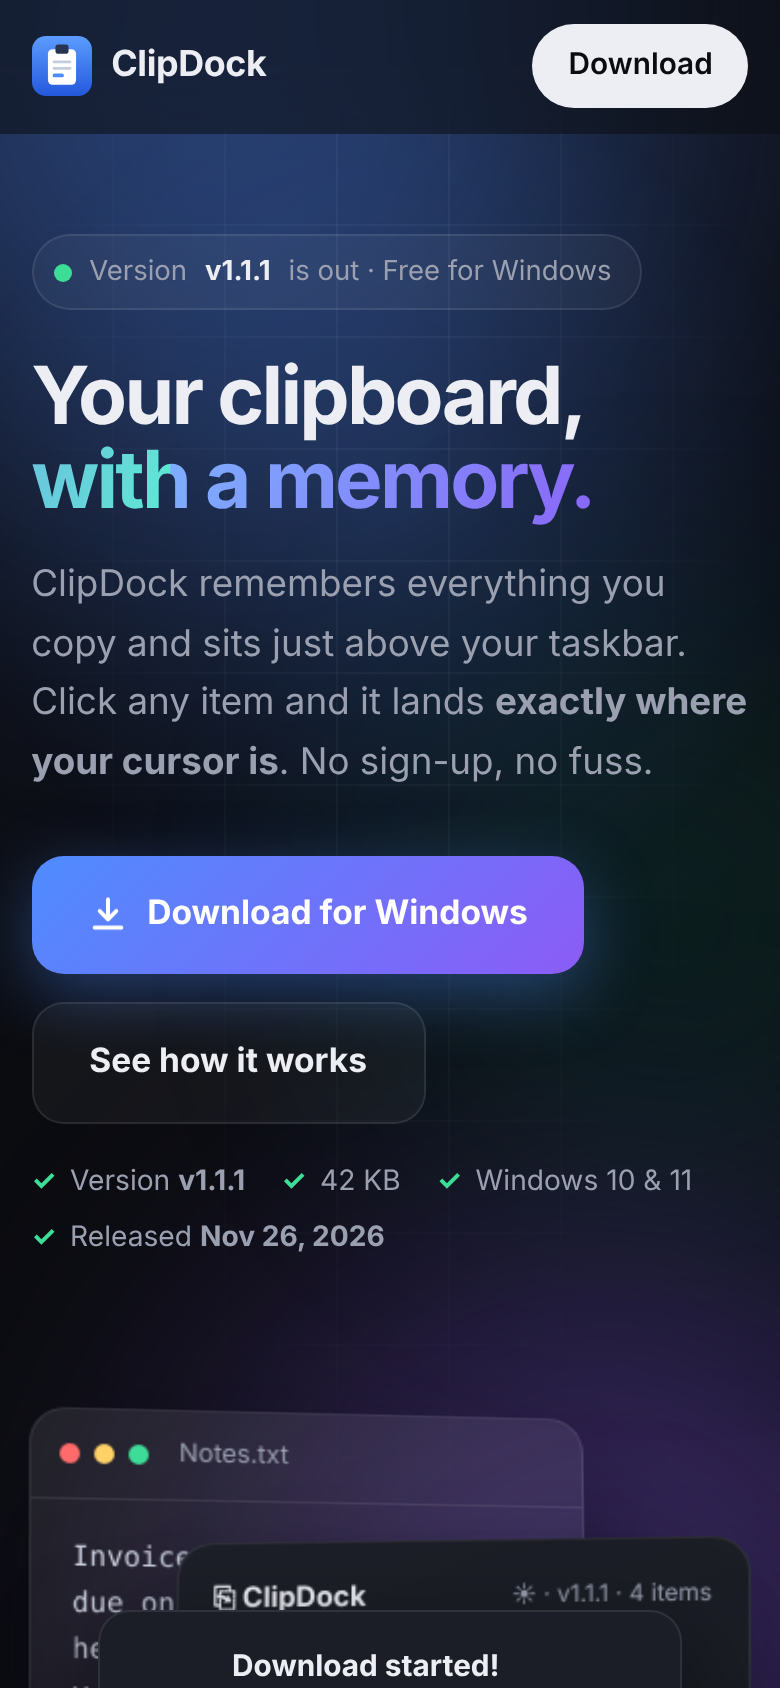 ClipDock
Download
Version v1.1.1 is out · Free for Windows
Your clipboard,
with a memory.
ClipDock remembers everything you
copy and sits just above your taskbar.
Click any item and it lands exactly where
your cursor is. No sign-up, no fuss.
Download for Windows
See how it works
✓ Version v1.1.1 ✓ 42 KB ✓ Windows 10 & 11
✓ Released Nov 26, 2026
Notes.txt
Invoice
due on
he
⎘ ClipDock
☀ · v1.1.1 · 4 items
Download started!